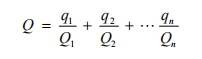 Q = q₁/Q₁ + q₂/Q₂ + ⋯ qₙ/Qₙ